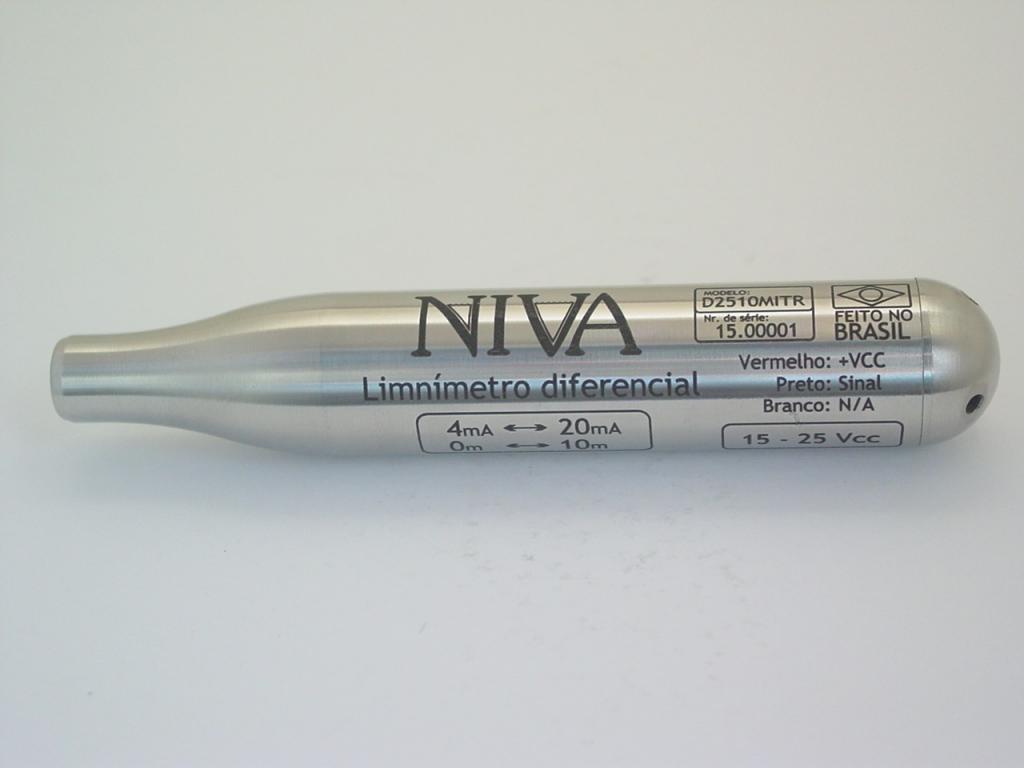 NIVA
Limnímetro diferencial
4mA ↔ 20mA
0m ↔ 10m
MODELO:
D2510MITR
Nr. de série:
15.00001
FEITO NO
BRASIL
Vermelho: +VCC
Preto: Sinal
Branco: N/A
15 - 25 Vcc